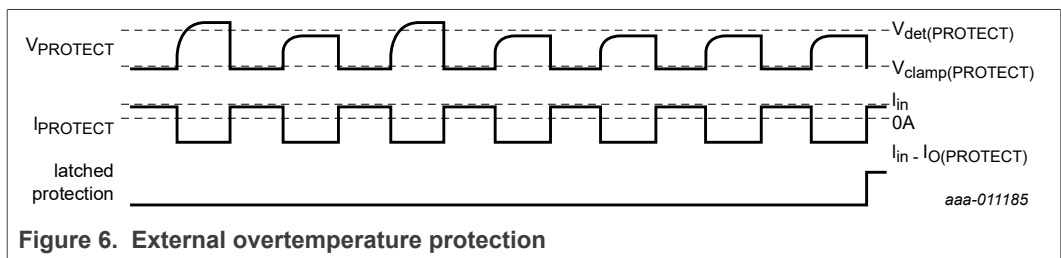 VPROTECT
Vdet(PROTECT)
Vclamp(PROTECT)
IPROTECT
Iin
0A
Iin - IO(PROTECT)
latched
protection
aaa-011185
Figure 6. External overtemperature protection